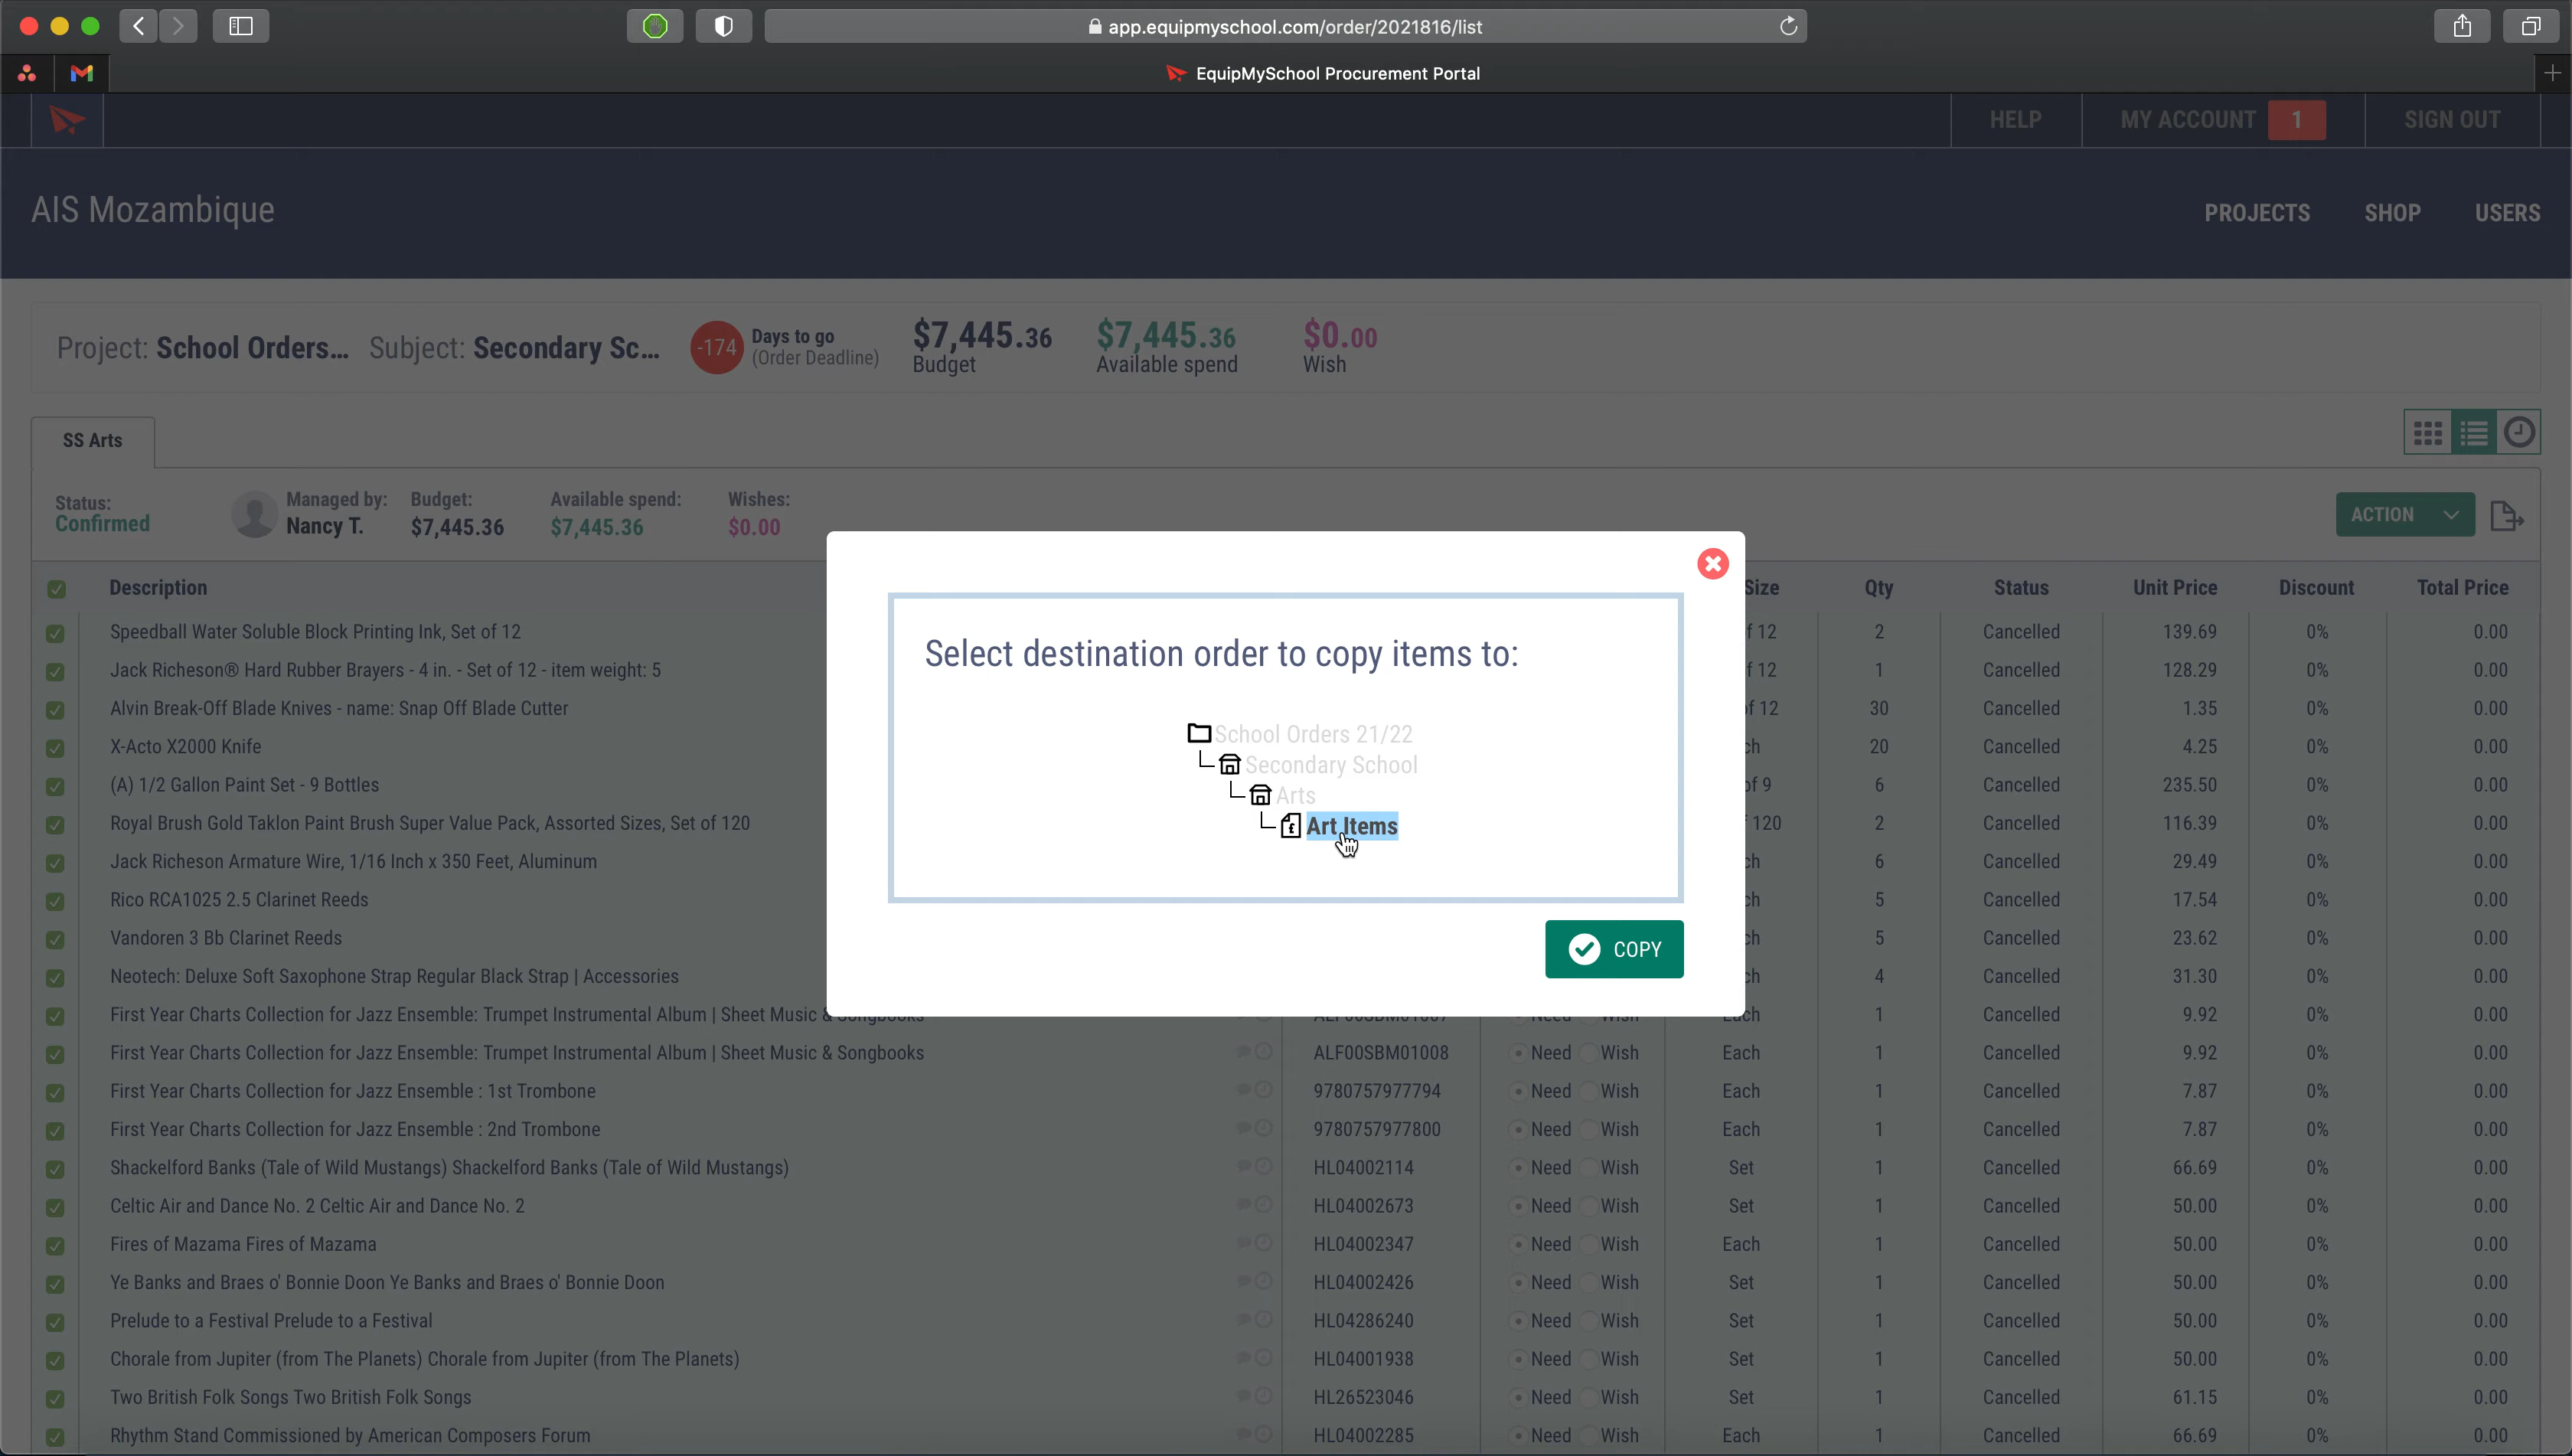 app.equipmyschool.com/order/2021816/list
EquipMySchool Procurement Portal
HELP MY ACCOUNT 1 SIGN OUT
AIS Mozambique
PROJECTS SHOP USERS
Project: School Orders... Subject: Secondary Sc... -174 Days to go (Order Deadline) $7,445.36 Budget $7,445.36 Available spend $0.00 Wish
SS Arts
Status: Confirmed Managed by: Nancy T. Budget: $7,445.36 Available spend: $7,445.36 Wishes: $0.00 ACTION
Select destination order to copy items to:
School Orders 21/22
Secondary School
Arts
Art Items
COPY
Description Size Qty Status Unit Price Discount Total Price
Speedball Water Soluble Block Printing Ink, Set of 12 f 12 2 Cancelled 139.69 0% 0.00
Jack Richeson® Hard Rubber Brayers - 4 in. - Set of 12 - item weight: 5 f 12 1 Cancelled 128.29 0% 0.00
Alvin Break-Off Blade Knives - name: Snap Off Blade Cutter of 12 30 Cancelled 1.35 0% 0.00
X-Acto X2000 Knife ch 20 Cancelled 4.25 0% 0.00
(A) 1/2 Gallon Paint Set - 9 Bottles of 9 6 Cancelled 235.50 0% 0.00
Royal Brush Gold Taklon Paint Brush Super Value Pack, Assorted Sizes, Set of 120 120 2 Cancelled 116.39 0% 0.00
Jack Richeson Armature Wire, 1/16 Inch x 350 Feet, Aluminum ch 6 Cancelled 29.49 0% 0.00
Rico RCA1025 2.5 Clarinet Reeds ch 5 Cancelled 17.54 0% 0.00
Vandoren 3 Bb Clarinet Reeds ch 5 Cancelled 23.62 0% 0.00
Neotech: Deluxe Soft Saxophone Strap Regular Black Strap | Accessories ch 4 Cancelled 31.30 0% 0.00
First Year Charts Collection for Jazz Ensemble: Trumpet Instrumental Album | Sheet Music & Songbooks Need Wish Each 1 Cancelled 9.92 0% 0.00
First Year Charts Collection for Jazz Ensemble: Trumpet Instrumental Album | Sheet Music & Songbooks ALF00SBM01008 Need Wish Each 1 Cancelled 9.92 0% 0.00
First Year Charts Collection for Jazz Ensemble : 1st Trombone 9780757977794 Need Wish Each 1 Cancelled 7.87 0% 0.00
First Year Charts Collection for Jazz Ensemble : 2nd Trombone 9780757977800 Need Wish Each 1 Cancelled 7.87 0% 0.00
Shackelford Banks (Tale of Wild Mustangs) Shackelford Banks (Tale of Wild Mustangs) HL04002114 Need Wish Set 1 Cancelled 66.69 0% 0.00
Celtic Air and Dance No. 2 Celtic Air and Dance No. 2 HL04002673 Need Wish Set 1 Cancelled 50.00 0% 0.00
Fires of Mazama Fires of Mazama HL04002347 Need Wish Each 1 Cancelled 50.00 0% 0.00
Ye Banks and Braes o' Bonnie Doon Ye Banks and Braes o' Bonnie Doon HL04002426 Need Wish Set 1 Cancelled 50.00 0% 0.00
Prelude to a Festival Prelude to a Festival HL04286240 Need Wish Set 1 Cancelled 50.00 0% 0.00
Chorale from Jupiter (from The Planets) Chorale from Jupiter (from The Planets) HL04001938 Need Wish Set 1 Cancelled 50.00 0% 0.00
Two British Folk Songs Two British Folk Songs HL26523046 Need Wish Set 1 Cancelled 61.15 0% 0.00
Rhythm Stand Commissioned by American Composers Forum HL04002285 Need Wish Each 1 Cancelled 66.69 0% 0.00